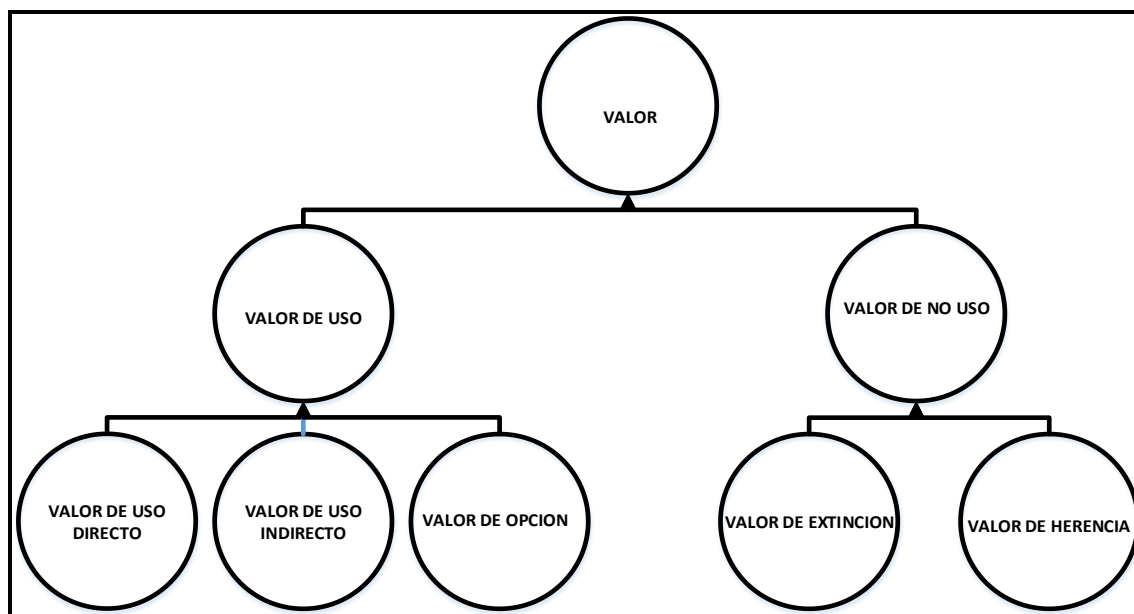 VALOR
VALOR DE USO
VALOR DE NO USO
VALOR DE USO
DIRECTO
VALOR DE USO
INDIRECTO
VALOR DE OPCION
VALOR DE EXTINCION
VALOR DE HERENCIA